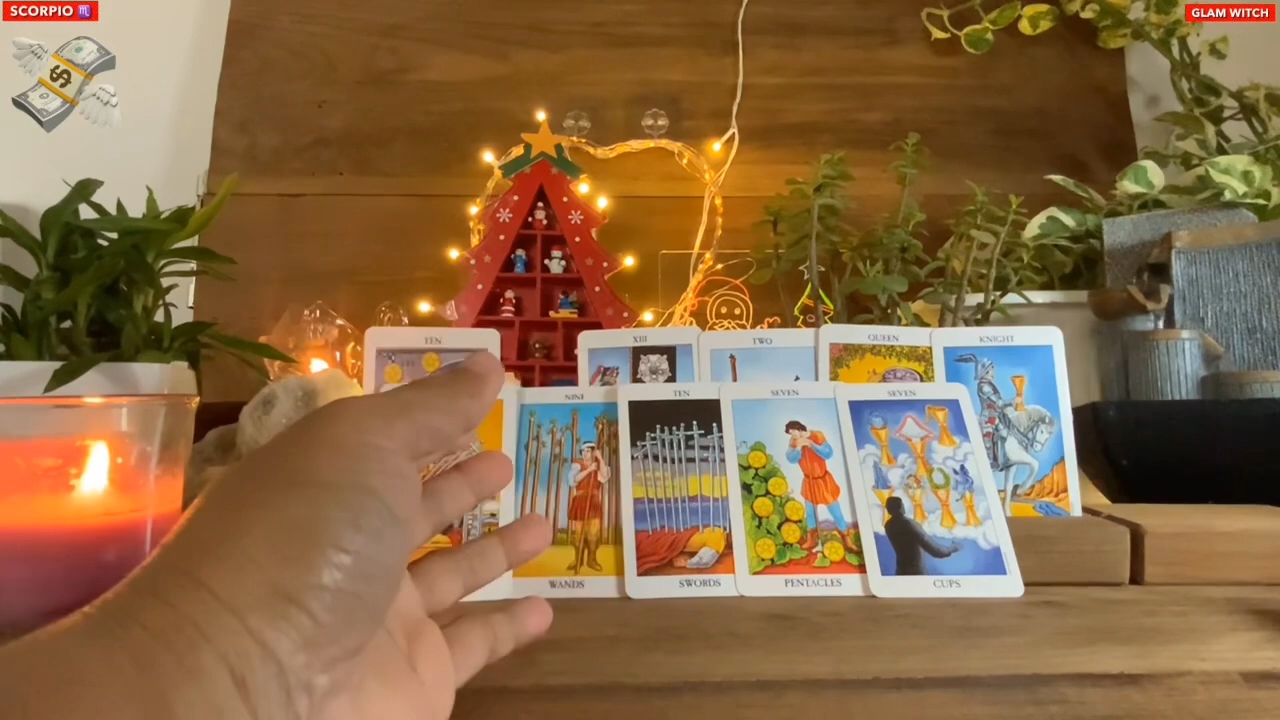 SCORPIO ♏
GLAM WITCH
$
TEN
XIII
TWO
QUEEN
KNIGHT
NINE
TEN
SEVEN
SEVEN
WANDS
SWORDS
PENTACLES
CUPS